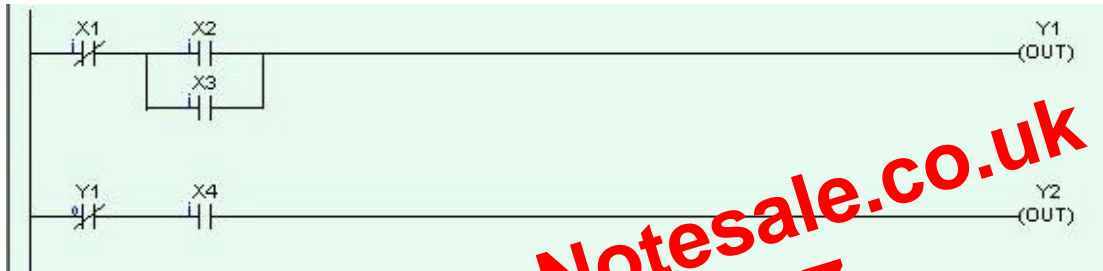 X1 X2 Y1
i i (OUT)
X3
i
Y1 X4 Y2
o i (OUT)
Notesale.co.uk